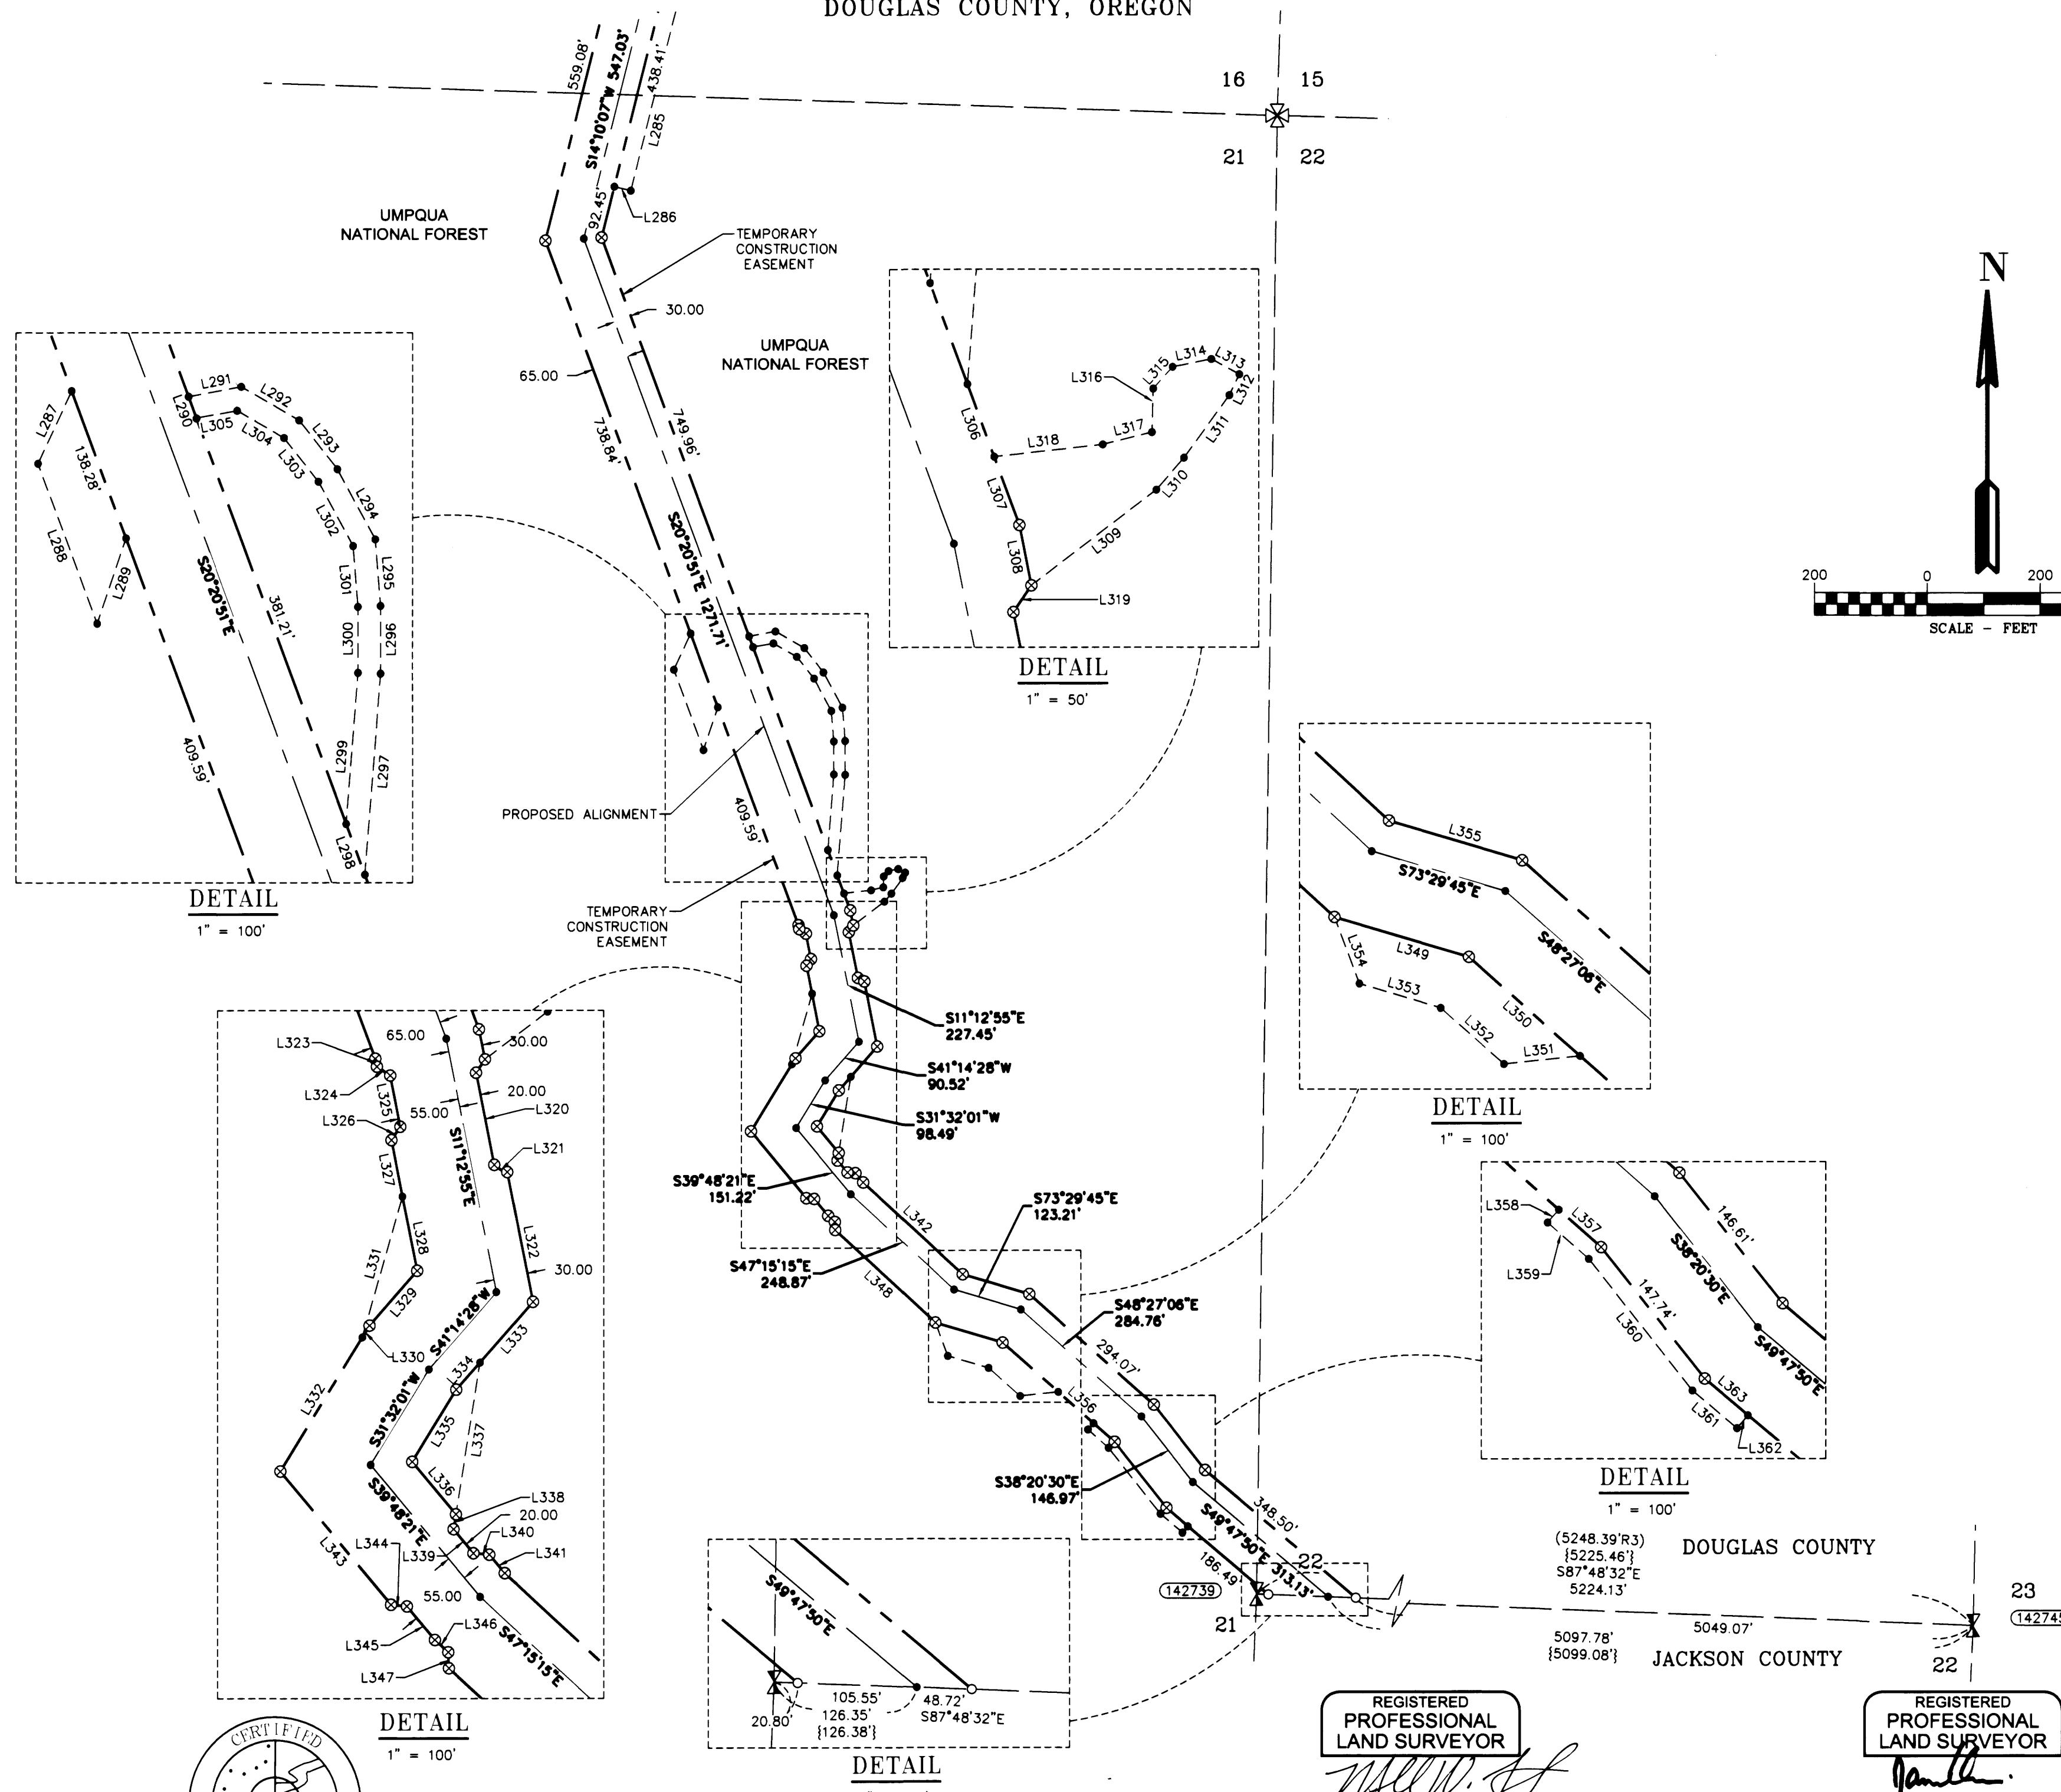 DOUGLAS COUNTY, OREGON
559.08'
S14°10'07"W 547.03'
438.41'
L285
16
15
21
22
92.45'
L286
UMPQUA
NATIONAL FOREST
TEMPORARY
CONSTRUCTION
EASEMENT
30.00
UMPQUA
NATIONAL FOREST
65.00
738.84'
749.96'
S20°20'51"E 1271.71'
N
200
0
200
SCALE - FEET
L287
138.28'
L288
L289
L290
L291
L292
L293
L294
L295
L296
L297
L298
L299
L300
L301
L302
L303
L304
L305
S20°20'51"E
381.21'
409.59'
DETAIL
1" = 100'
L306
L307
L308
L309
L310
L311
L312
L313
L314
L315
L316
L317
L318
L319
DETAIL
1" = 50'
PROPOSED ALIGNMENT
409.59'
TEMPORARY
CONSTRUCTION
EASEMENT
L355
S73°29'45"E
L349
S48°27'06"E
L354
L353
L350
L352
L351
DETAIL
1" = 100'
S11°12'55"E
227.45'
S41°14'28"W
90.52'
S31°32'01"W
98.49'
S39°48'21"E
151.22'
S73°29'45"E
123.21'
L342
S47°15'15"E
248.87'
L348
S48°27'06"E
284.76'
294.07'
L356
S38°20'30"E
146.97'
S49°47'50"E 313.13'
348.50'
186.49'
22
142739
21
L323
65.00
30.00
L324
L325
L326
55.00
20.00
L320
L327
S11°12'55"E
L321
L331
L328
L322
L329
30.00
S41°14'28"W
L330
L333
L334
L332
S31°32'01"W
L335
L337
L336
S39°48'21"E
L338
20.00
L344
L339
L340
L341
L343
55.00
L346
L345
S47°15'15"E
L347
DETAIL
1" = 100'
L358
L357
146.61'
S38°20'30"E
L359
147.74'
L360
S49°47'50"E
L363
L361
L362
DETAIL
1" = 100'
(5248.39'R3)
{5225.46'}
S87°48'32"E
5224.13'
DOUGLAS COUNTY
23
5049.07'
5097.78'
{5099.08'}
JACKSON COUNTY
22
S49°47'50"E
105.55'
48.72'
20.80'
126.35'
S87°48'32"E
{126.38'}
DETAIL
CERTIFIED
REGISTERED
PROFESSIONAL
LAND SURVEYOR
REGISTERED
PROFESSIONAL
LAND SURVEYOR